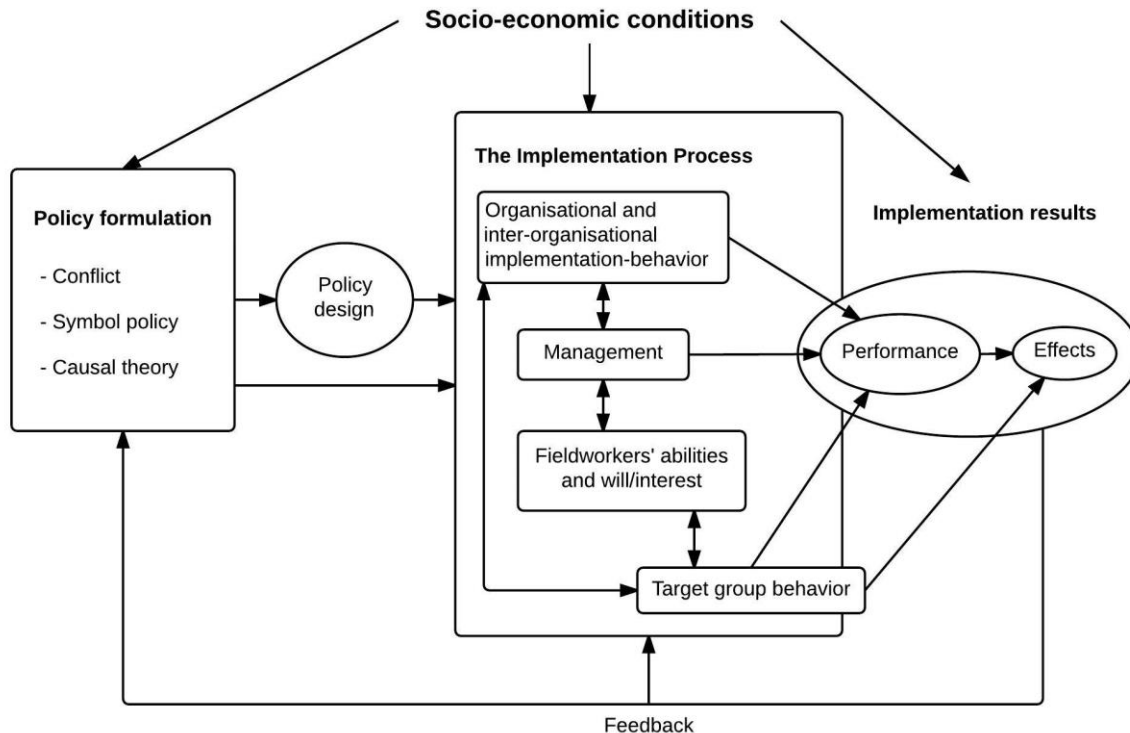 Socio-economic conditions
Policy formulation
- Conflict
- Symbol policy
- Causal theory
Policy
design
The Implementation Process
Organisational and
inter-organisational
implementation-behavior
Management
Fieldworkers' abilities
and will/interest
Target group behavior
Implementation results
Performance
Effects
Feedback